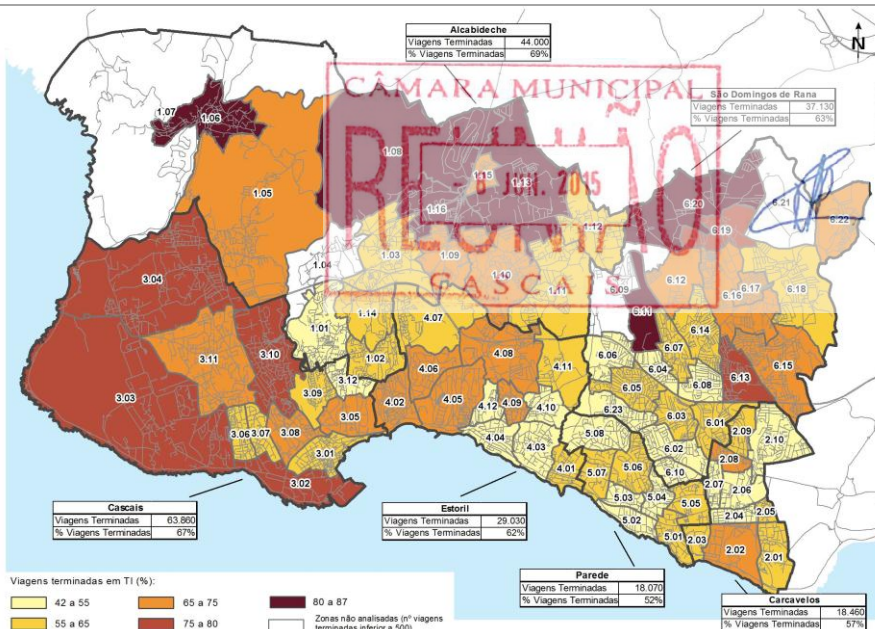 Alcabideche
Viagens Terminadas 44.000
% Viagens Terminadas 69%
N
CÂMARA MUNICIPAL
REUNIÃO
- 8 JUN. 2015
CASCAIS
São Domingos de Rana
Viagens Terminadas 37.130
% Viagens Terminadas 63%
1.07
1.06
1.08
1.15
1.13
1.16
1.05
1.12
6.20
6.21
6.22
6.19
3.04
1.04
1.03
1.09
1.10
1.11
6.09
6.12
6.16
6.17
6.18
6.11
1.01
1.14
4.07
6.14
6.07
3.11
3.10
1.02
4.06
4.08
4.11
6.06
6.04
6.15
3.03
3.12
6.08
6.13
3.09
4.02
4.05
4.09
4.12
4.10
6.05
6.23
6.03
3.05
3.06
3.07
3.08
4.04
4.03
5.08
6.01
2.09
2.10
6.02
3.01
4.01
5.07
5.06
6.10
2.08
3.02
5.03
5.04
5.05
2.07
2.06
5.02
2.04
2.05
5.01
2.03
2.02
2.01
Cascais
Viagens Terminadas 63.860
% Viagens Terminadas 67%
Estoril
Viagens Terminadas 29.030
% Viagens Terminadas 62%
Parede
Viagens Terminadas 18.070
% Viagens Terminadas 52%
Carcavelos
Viagens Terminadas 18.460
% Viagens Terminadas 57%
Viagens terminadas em TI (%):
42 a 55
65 a 75
80 a 87
55 a 65
75 a 80
Zonas não analisadas (nº viagens
terminadas inferior a 500)